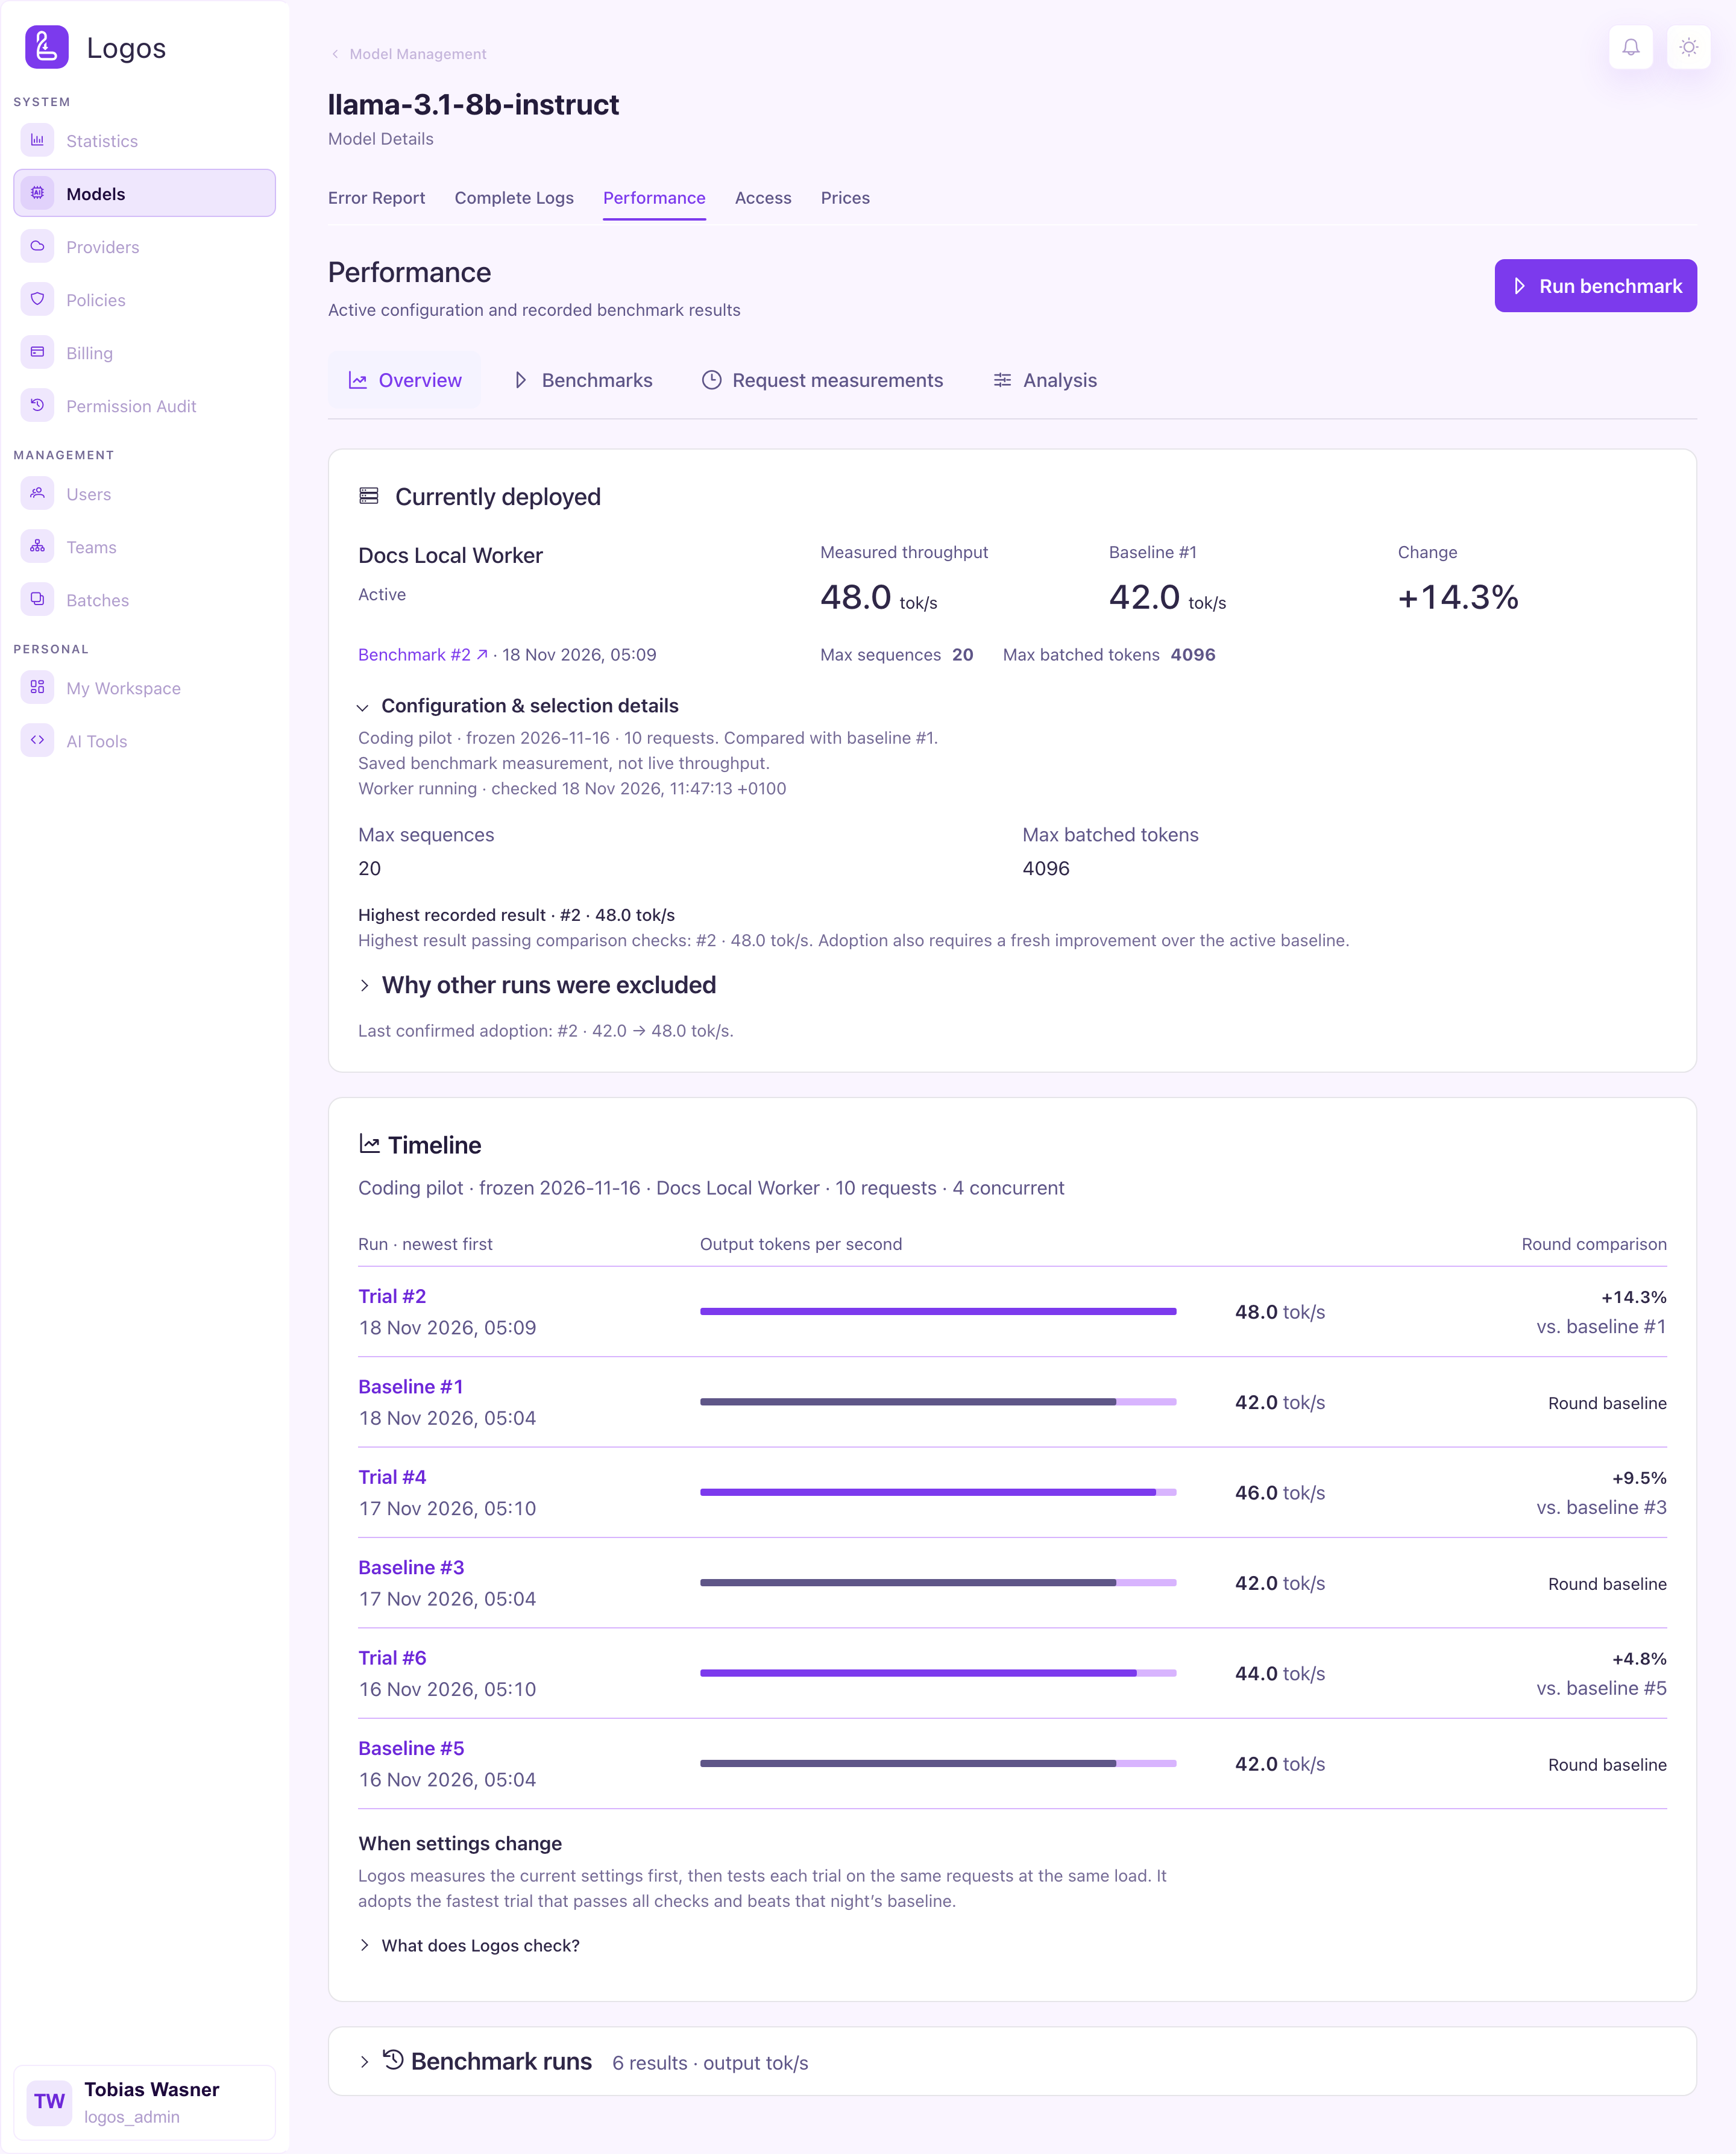 Logos
SYSTEM
Statistics
Models
Providers
Policies
Billing
Permission Audit
MANAGEMENT
Users
Teams
Batches
PERSONAL
My Workspace
AI Tools
TW
Tobias Wasner
logos_admin
Model Management
llama-3.1-8b-instruct
Model Details
Error Report Complete Logs Performance Access Prices
Performance
Active configuration and recorded benchmark results
Run benchmark
Overview Benchmarks Request measurements Analysis
Currently deployed
Docs Local Worker
Active
Measured throughput
48.0 tok/s
Baseline #1
42.0 tok/s
Change
+14.3%
Benchmark #2 ↗ · 18 Nov 2026, 05:09
Max sequences 20 Max batched tokens 4096
Configuration & selection details
Coding pilot · frozen 2026-11-16 · 10 requests. Compared with baseline #1.
Saved benchmark measurement, not live throughput.
Worker running · checked 18 Nov 2026, 11:47:13 +0100
Max sequences
20
Max batched tokens
4096
Highest recorded result · #2 · 48.0 tok/s
Highest result passing comparison checks: #2 · 48.0 tok/s. Adoption also requires a fresh improvement over the active baseline.
Why other runs were excluded
Last confirmed adoption: #2 · 42.0 → 48.0 tok/s.
Timeline
Coding pilot · frozen 2026-11-16 · Docs Local Worker · 10 requests · 4 concurrent
Run · newest first Output tokens per second Round comparison
Trial #2
18 Nov 2026, 05:09
48.0 tok/s
+14.3%
vs. baseline #1
Baseline #1
18 Nov 2026, 05:04
42.0 tok/s
Round baseline
Trial #4
17 Nov 2026, 05:10
46.0 tok/s
+9.5%
vs. baseline #3
Baseline #3
17 Nov 2026, 05:04
42.0 tok/s
Round baseline
Trial #6
16 Nov 2026, 05:10
44.0 tok/s
+4.8%
vs. baseline #5
Baseline #5
16 Nov 2026, 05:04
42.0 tok/s
Round baseline
When settings change
Logos measures the current settings first, then tests each trial on the same requests at the same load. It
adopts the fastest trial that passes all checks and beats that night’s baseline.
What does Logos check?
Benchmark runs 6 results · output tok/s